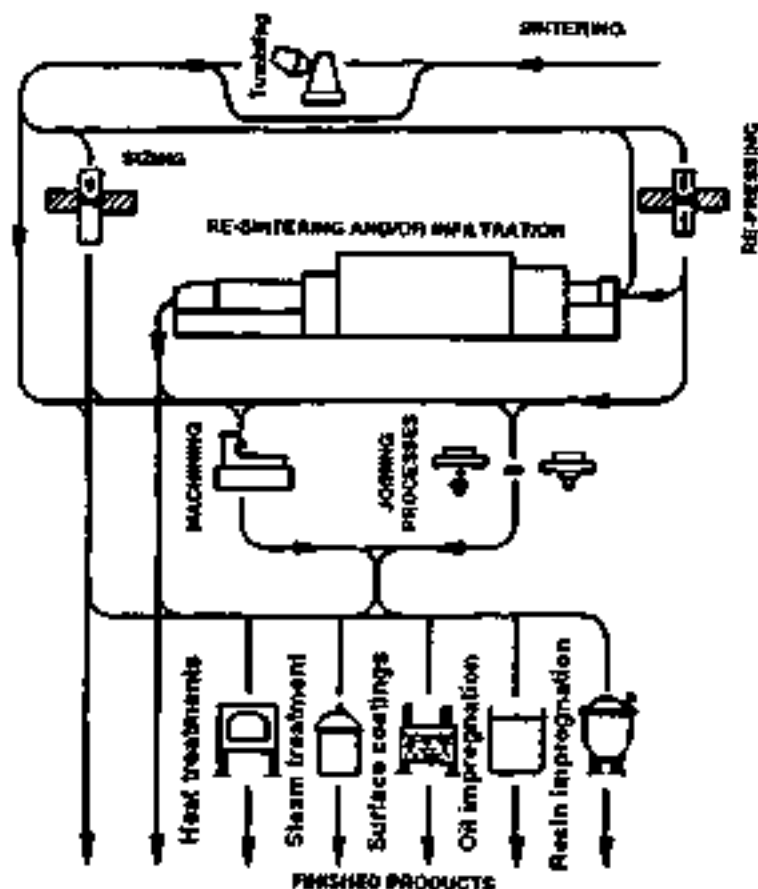 SINTERING
Tumbling
SIZING
RE-PRESSING
RE-SINTERING AND/OR INFILTRATION
MACHINING
JOINING
PROCESSES
Heat treatments
Steam treatment
Surface coatings
Oil impregnation
Resin impregnation
FINISHED PRODUCTS